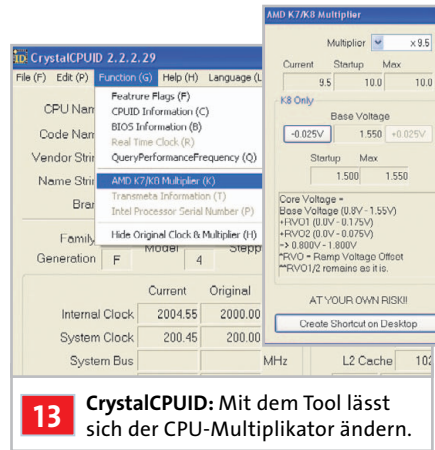 CrystalCPUID 2.2.2.29
File (F) Edit (P) Function (G) Help (H) Language (L
Featrure Flags (F)
CPUID Information (C)
BIOS Information (B)
Real Time Clock (R)
QueryPerformanceFrequency (Q)
AMD K7/K8 Multiplier (K)
Transmeta Information (T)
Intel Processor Serial Number (P)
Hide Original Clock & Multiplier (H)
CPU Nam
Code Nam
Vendor Strin
Name Strin
Bran
Family
Generation F Model 4 Stepp
Current Original
Internal Clock 2004.55 2000.00
System Clock 200.45 200.00
System Bus MHz L2 Cache 102
AMD K7/K8 Multiplier
Multiplier x 9.5
Current Startup Max
9.5 10.0 10.0
K8 Only
Base Voltage
-0.025V 1.550 +0.025V
Startup Max
1.500 1.550
Core Voltage =
Base Voltage (0.8V - 1.55V)
+RVO1 (0.0V - 0.175V)
+RVO2 (0.0V - 0.075V)
-> 0.800V - 1.800V
*RVO = Ramp Voltage Offset
**RVO1/2 remains as it is.
AT YOUR OWN RISK!!
Create Shortcut on Desktop
13 CrystalCPUID: Mit dem Tool lässt
sich der CPU-Multiplikator ändern.